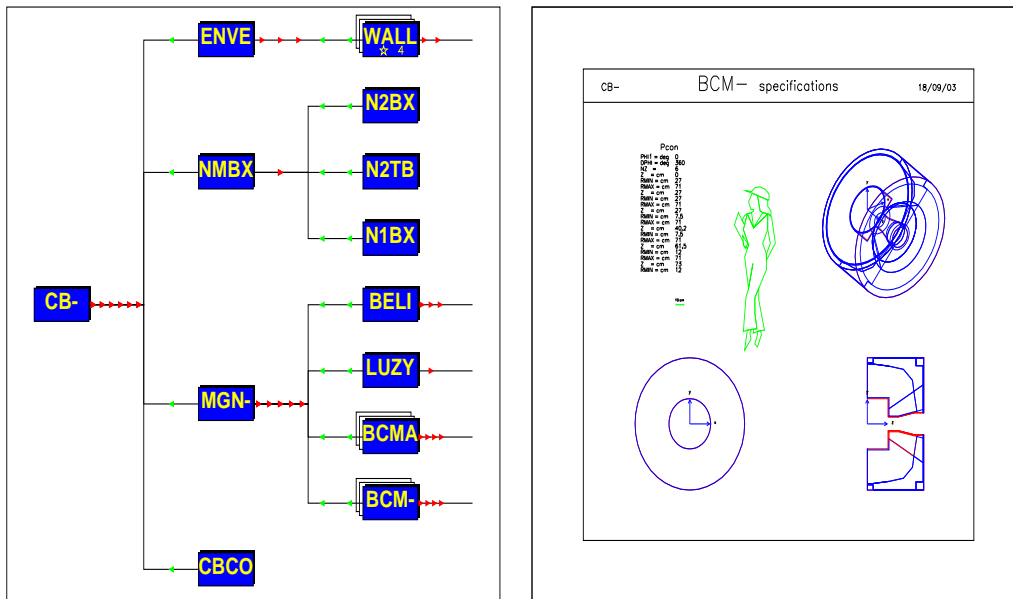 ENVE
WALL
☆ 4
N2BX
NMBX
N2TB
N1BX
CB-
BELI
LUZY
MGN-
BCMA
BCM-
CBCO
CB- BCM- specifications 18/09/03
Pcon
PHI1 = deg 0
DPHI = deg 360
NZ = 6
Z = cm 0
RMIN = cm 27
RMAX = cm 71
Z = cm 27
RMIN = cm 27
RMAX = cm 71
Z = cm 27
RMIN = cm 7,5
RMAX = cm 71
Z = cm 40,2
RMIN = cm 7,5
RMAX = cm 71
Z = cm 61,5
RMIN = cm 12
RMAX = cm 71
Z = cm 73
RMIN = cm 12